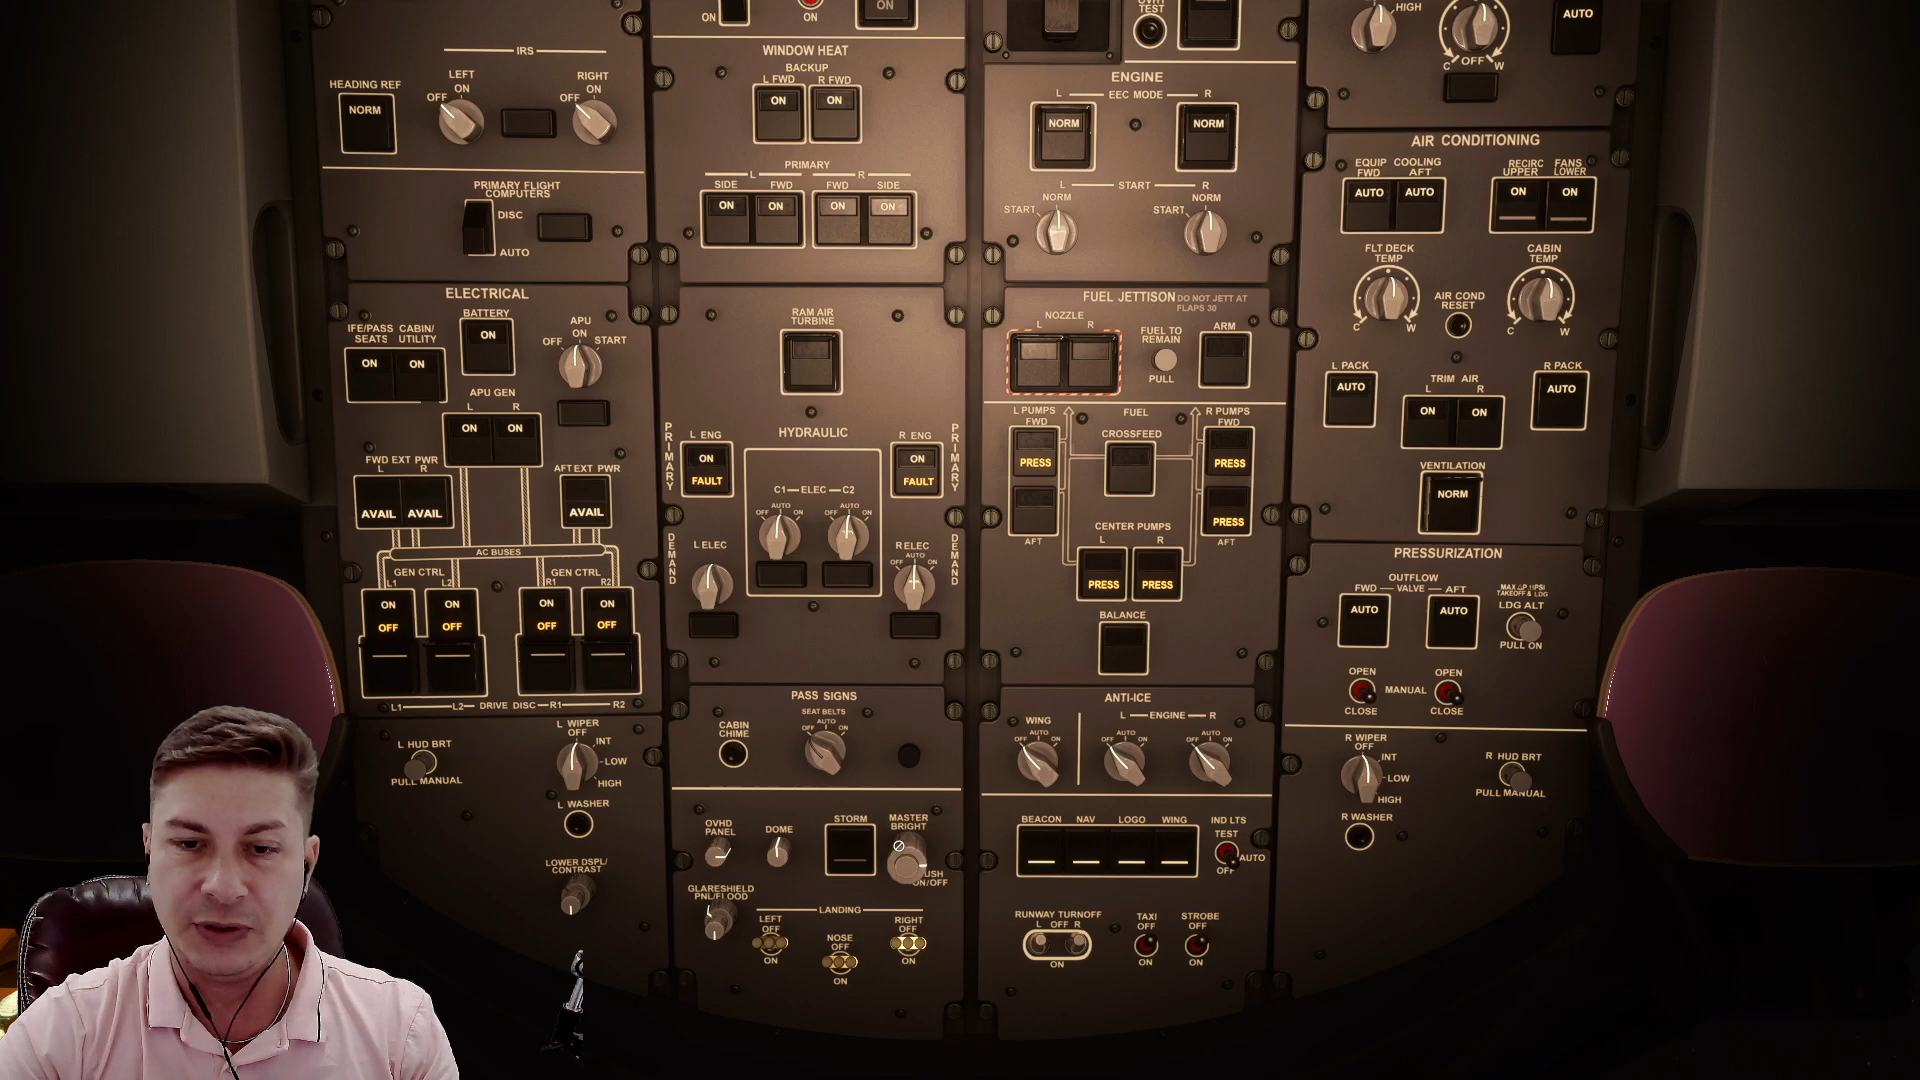 ON
ON
ON
OVHT
TEST
HIGH
C OFF W
AUTO
IRS
HEADING REF
NORM
LEFT
ON
OFF
RIGHT
ON
OFF
WINDOW HEAT
BACKUP
L FWD R FWD
ON ON
PRIMARY
L R
SIDE FWD FWD SIDE
ON ON ON ON
ENGINE
L EEC MODE R
NORM NORM
L START R
NORM NORM
START START
AIR CONDITIONING
EQUIP COOLING
FWD AFT
AUTO AUTO
RECIRC FANS
UPPER LOWER
ON ON
FLT DECK
TEMP
C W
AIR COND
RESET
CABIN
TEMP
C W
PRIMARY FLIGHT
COMPUTERS
DISC
AUTO
ELECTRICAL
BATTERY
ON
IFE/PASS
SEATS
ON
CABIN/
UTILITY
ON
APU
ON
OFF START
APU GEN
L R
ON ON
FWD EXT PWR
L R
AVAIL AVAIL
AFT EXT PWR
AVAIL
AC BUSES
GEN CTRL
L1 L2
ON ON
OFF OFF
GEN CTRL
R1 R2
ON ON
OFF OFF
L1 L2 DRIVE DISC R1 R2
RAM AIR
TURBINE
HYDRAULIC
PRIMARY
L ENG
ON
FAULT
R ENG
ON
FAULT
PRIMARY
C1 ELEC C2
AUTO AUTO
OFF ON OFF ON
DEMAND
L ELEC
R ELEC
AUTO
OFF ON
DEMAND
FUEL JETTISON
DO NOT JETT AT
FLAPS 30
NOZZLE
L R
FUEL TO
REMAIN
PULL
ARM
L PUMPS
FWD
PRESS
AFT
FUEL
CROSSFEED
R PUMPS
FWD
PRESS
PRESS
AFT
CENTER PUMPS
L R
PRESS PRESS
BALANCE
L PACK
AUTO
TRIM AIR
L R
ON ON
R PACK
AUTO
VENTILATION
NORM
PRESSURIZATION
OUTFLOW
FWD VALVE AFT
AUTO AUTO
TAKEOFF & LDG
LDG ALT
PULL ON
OPEN OPEN
MANUAL
CLOSE CLOSE
L HUD BRT
PULL MANUAL
L WIPER
OFF
INT
LOW
HIGH
L WASHER
LOWER DSPL/
CONTRAST
PASS SIGNS
CABIN
CHIME
SEAT BELTS
AUTO
OFF ON
ANTI-ICE
WING
AUTO
OFF ON
L ENGINE R
AUTO AUTO
OFF ON OFF ON
R WIPER
OFF
INT
LOW
HIGH
R WASHER
R HUD BRT
PULL MANUAL
OVHD
PANEL
DOME
STORM
MASTER
BRIGHT
ON/OFF
GLARESHIELD
PNL/FLOOD
LANDING
LEFT
OFF
ON
NOSE
OFF
ON
RIGHT
OFF
ON
BEACON NAV LOGO WING
IND LTS
TEST
AUTO
OFF
RUNWAY TURNOFF
L OFF R
ON
TAXI
OFF
ON
STROBE
OFF
ON